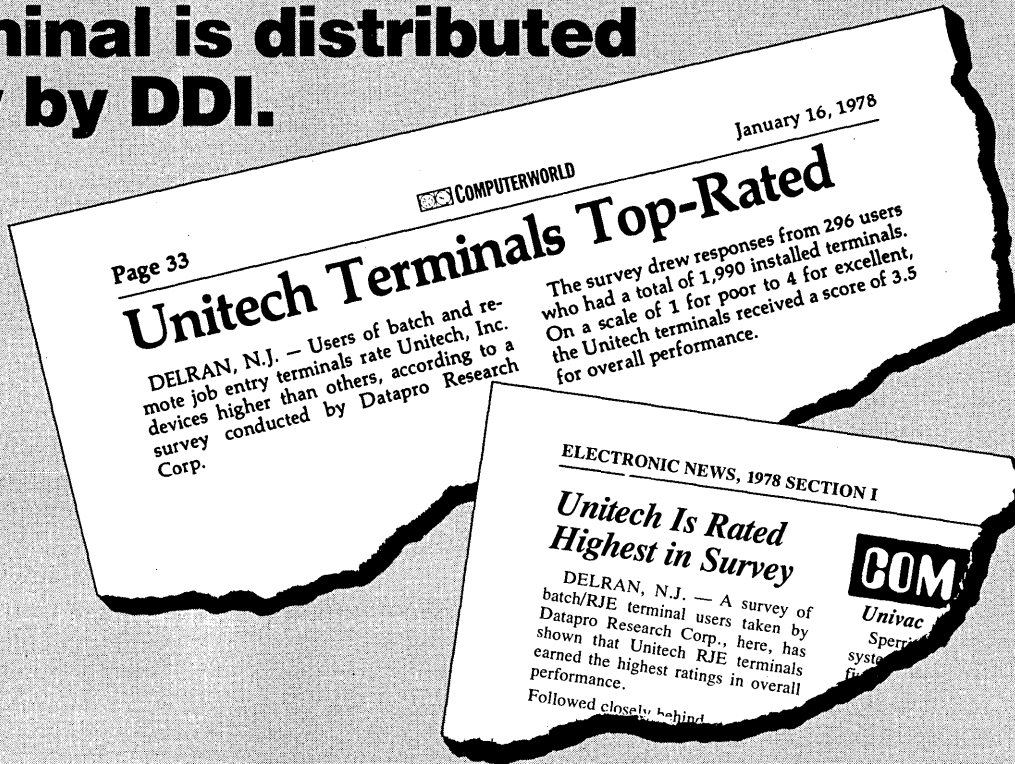 is distributed
by DDI.
January 16, 1978
COMPUTERWORLD
Page 33
Unitech Terminals Top-Rated
DELRAN, N.J. — Users of batch and re-
mote job entry terminals rate Unitech, Inc.
devices higher than others, according to a
survey conducted by Datapro Research
Corp.
The survey drew responses from 296 users
who had a total of 1,990 installed terminals.
On a scale of 1 for poor to 4 for excellent,
the Unitech terminals received a score of 3.5
for overall performance.
ELECTRONIC NEWS, 1978 SECTION I
Unitech Is Rated
Highest in Survey
DELRAN, N.J. — A survey of
batch/RJE terminal users taken by
Datapro Research Corp., here, has
shown that Unitech RJE terminals
earned the highest ratings in overall
performance.
Followed closely behind
COM
Univac